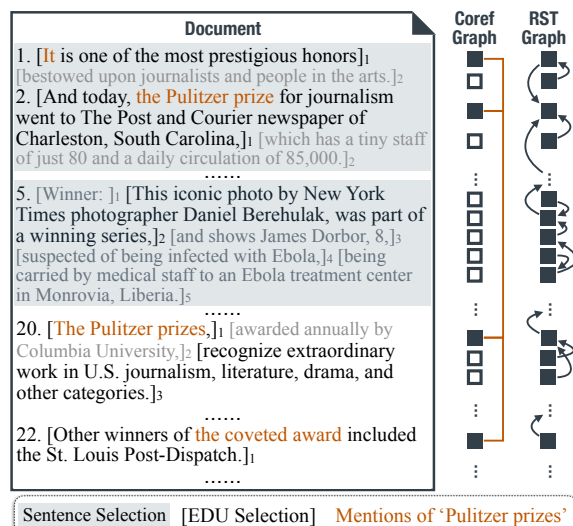 Document
Coref Graph
RST Graph
1. [It is one of the most prestigious honors]1
[bestowed upon journalists and people in the arts.]2
2. [And today, the Pulitzer prize for journalism
went to The Post and Courier newspaper of
Charleston, South Carolina,]1 [which has a tiny staff
of just 80 and a daily circulation of 85,000.]2
......
5. [Winner: ]1 [This iconic photo by New York
Times photographer Daniel Berehulak, was part of
a winning series,]2 [and shows James Dorbor, 8,]3
[suspected of being infected with Ebola,]4 [being
carried by medical staff to an Ebola treatment center
in Monrovia, Liberia.]5
......
20. [The Pulitzer prizes,]1 [awarded annually by
Columbia University,]2 [recognize extraordinary
work in U.S. journalism, literature, drama, and
other categories.]3
......
22. [Other winners of the coveted award included
the St. Louis Post-Dispatch.]1
......
Sentence Selection [EDU Selection] Mentions of ‘Pulitzer prizes’